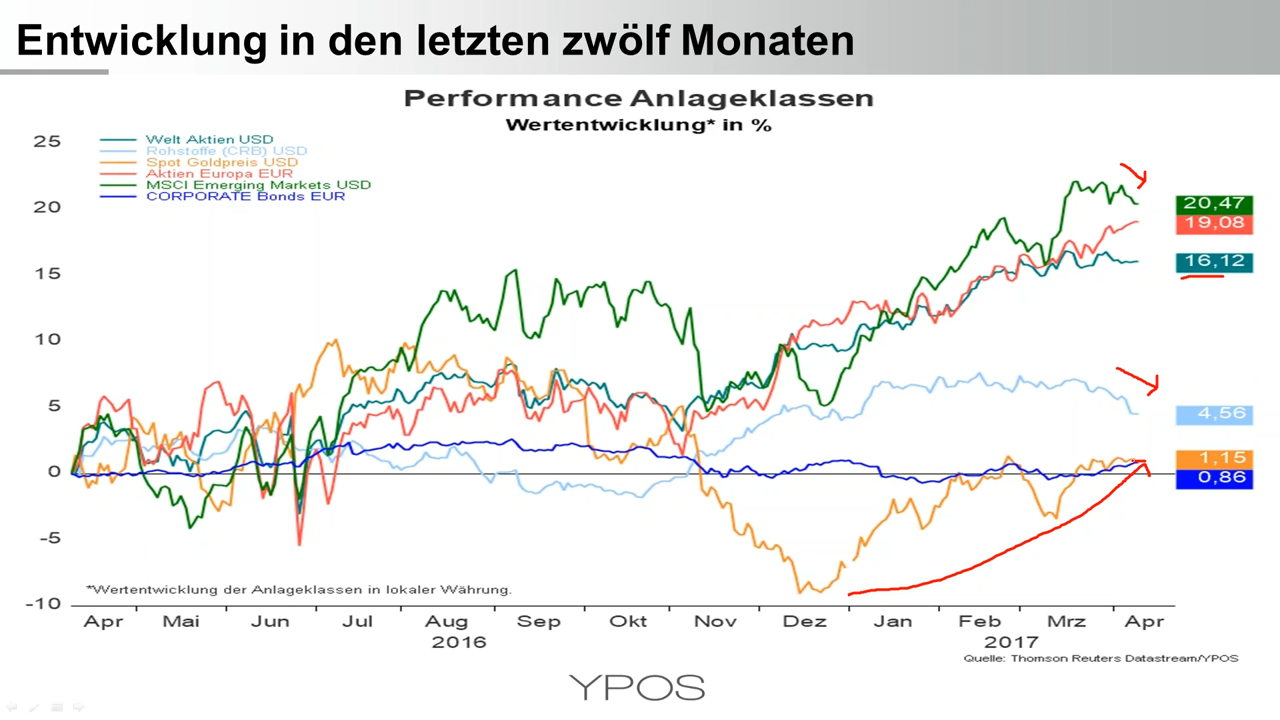 Entwicklung in den letzten zwölf Monaten
Performance Anlageklassen
Wertentwicklung* in %
Welt Aktien USD
Rohstoffe (CRB) USD
Spot Goldpreis USD
Aktien Europa EUR
MSCI Emerging Markets USD
CORPORATE Bonds EUR
25
20
15
10
5
0
-5
-10
20,47
19,08
16,12
4,56
1,15
0,86
*Wertentwicklung der Anlageklassen in lokaler Währung.
Apr Mai Jun Jul Aug Sep Okt Nov Dez Jan Feb Mrz Apr
2016 2017
Quelle: Thomson Reuters Datastream/YPOS
YPOS